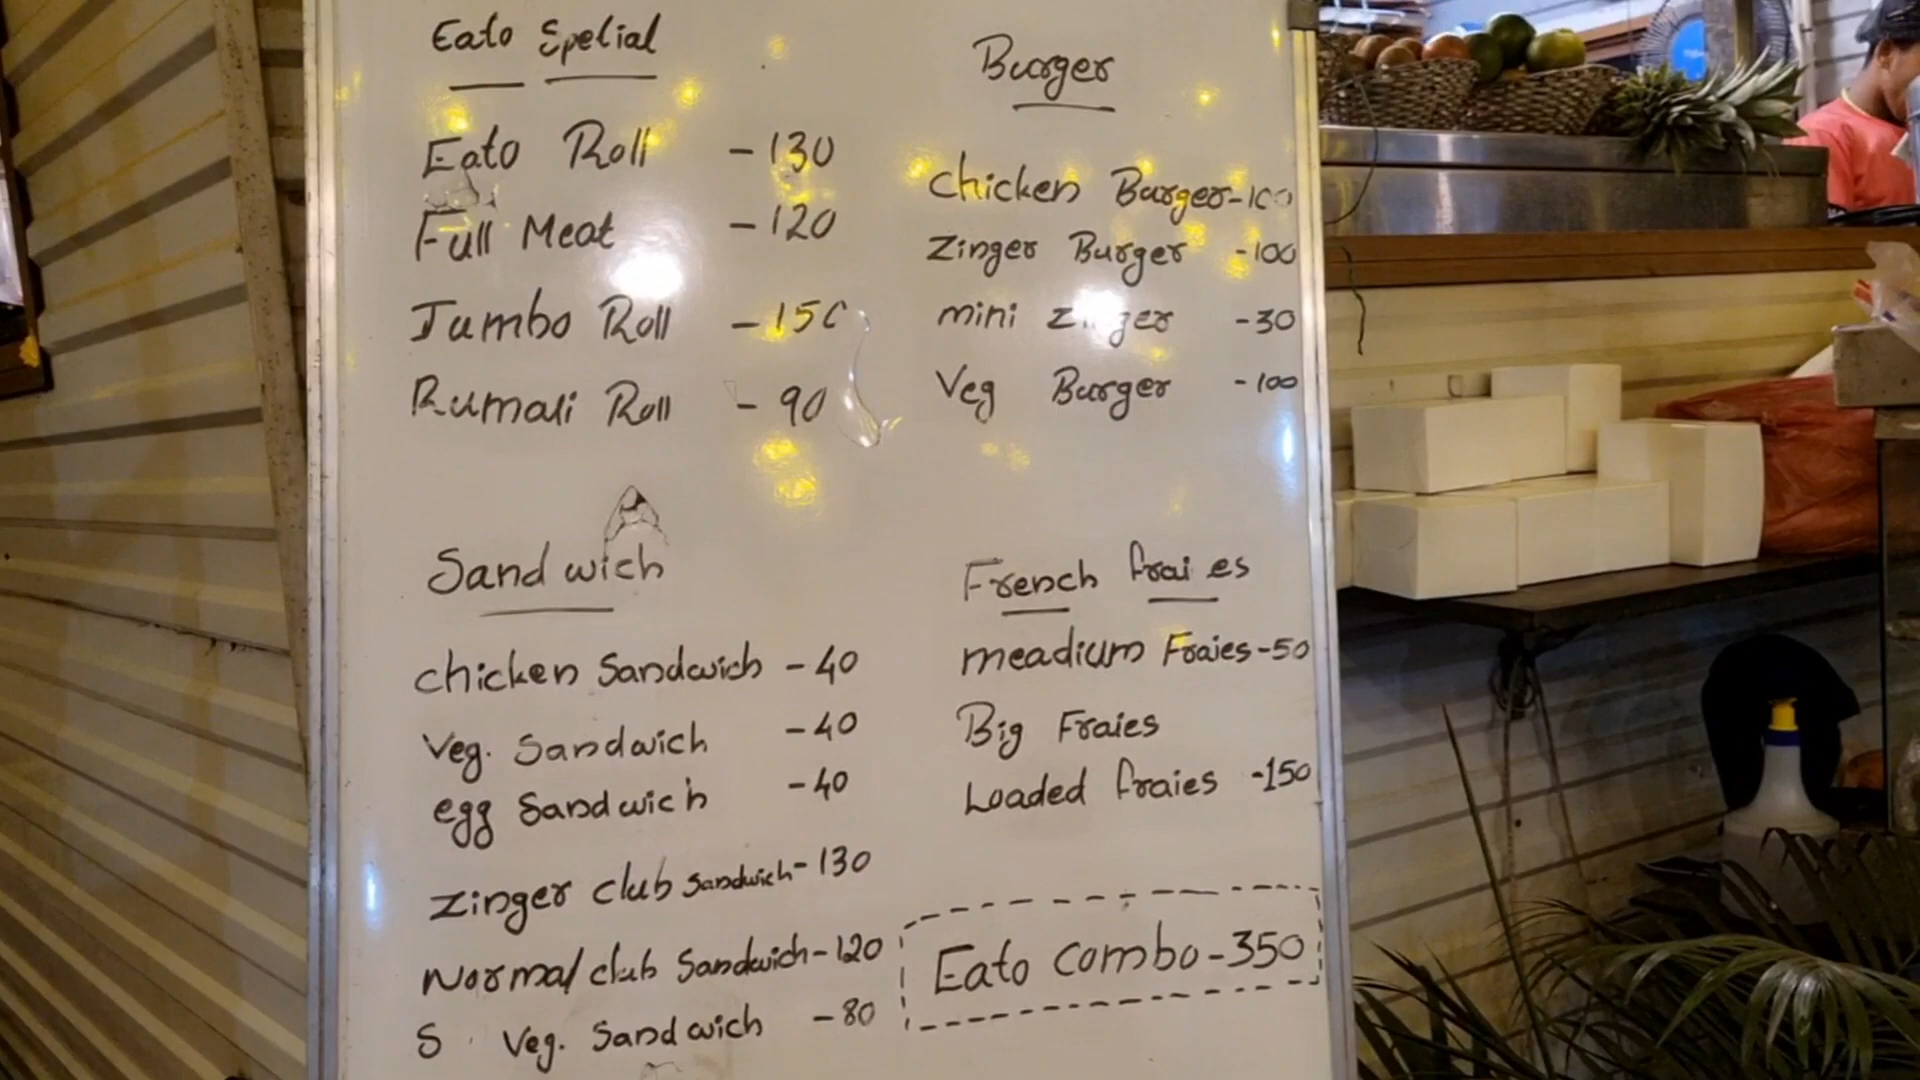 Eato Spelial
Eato Roll - 130
Full Meat - 120
Jumbo Roll - 150
Rumali Roll - 90
Burger
chicken Burger - 100
Zinger Burger - 100
mini Zinger - 30
Veg Burger - 100
Sandwich
chicken Sandwich - 40
Veg. Sandwich - 40
egg Sandwich - 40
Zinger club Sandwich - 130
Normal club Sandwich - 120
S Veg. Sandwich - 80
French fraies
meadium Fraies - 50
Big Fraies
Loaded fraies - 150
Eato combo - 350